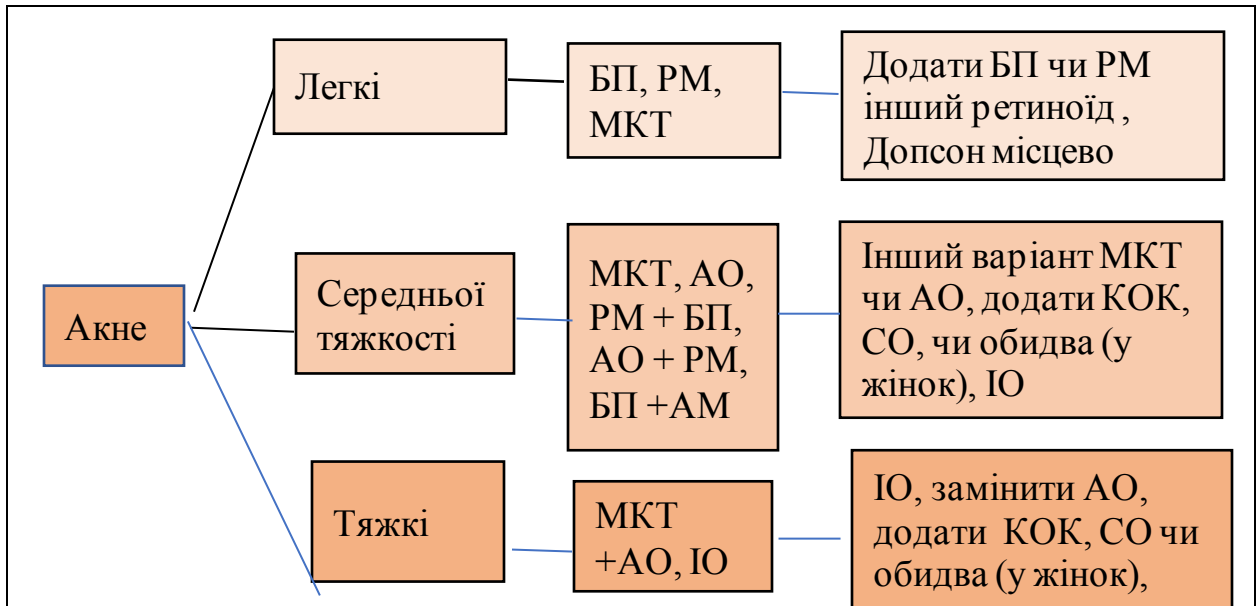 Акне
Легкі
БП, РМ,
МКТ
Додати БП чи РМ
інший ретиноїд ,
Допсон місцево
Середньої
тяжкості
МКТ, АО,
РМ + БП,
АО + РМ,
БП +АМ
Інший варіант МКТ
чи АО, додати КОК,
СО, чи обидва (у
жінок), ІО
Тяжкі
МКТ
+АО, ІО
ІО, замінити АО,
додати КОК, СО чи
обидва (у жінок),